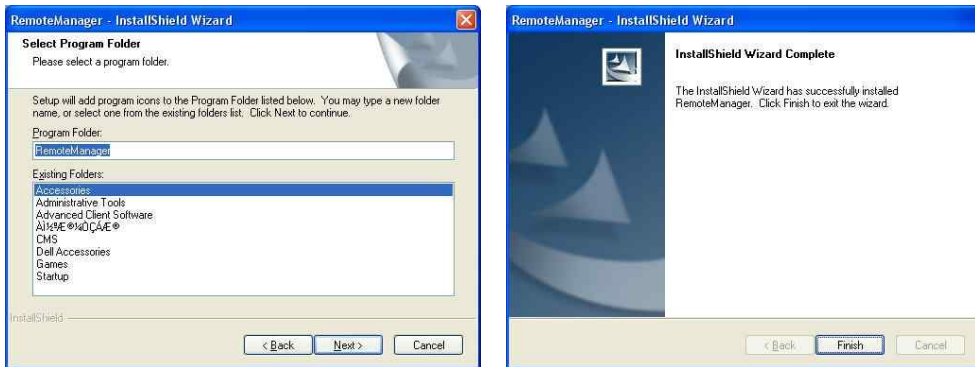 RemoteManager - InstallShield Wizard
Select Program Folder
Please select a program folder.
Setup will add program icons to the Program Folder listed below. You may type a new folder
name, or select one from the existing folders list. Click Next to continue.
Program Folder:
RemoteManager
Existing Folders:
Accessories
Administrative Tools
Advanced Client Software
CMS
Dell Accessories
Games
Startup
InstallShield
< Back
Next >
Cancel
RemoteManager - InstallShield Wizard
InstallShield Wizard Complete
The InstallShield Wizard has successfully installed
RemoteManager. Click Finish to exit the wizard.
< Back
Finish
Cancel